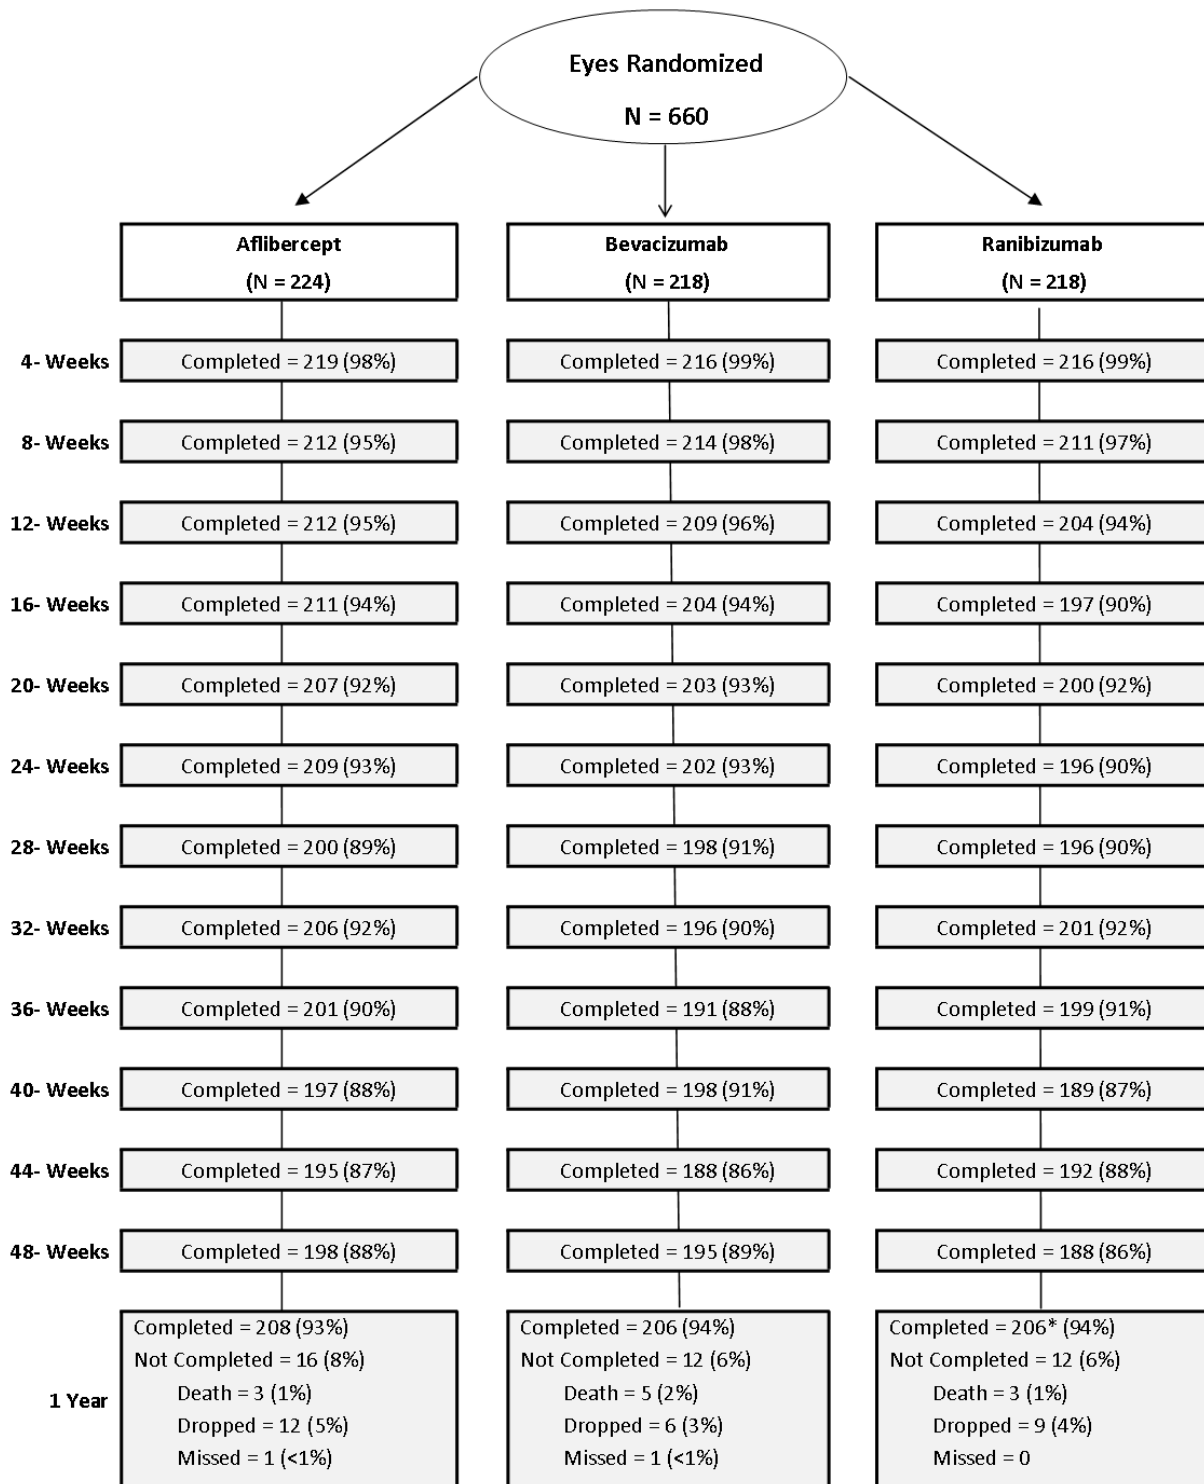 Eyes Randomized
N = 660
Aflibercept
(N = 224)
Bevacizumab
(N = 218)
Ranibizumab
(N = 218)
4- Weeks
Completed = 219 (98%)
Completed = 216 (99%)
Completed = 216 (99%)
8- Weeks
Completed = 212 (95%)
Completed = 214 (98%)
Completed = 211 (97%)
12- Weeks
Completed = 212 (95%)
Completed = 209 (96%)
Completed = 204 (94%)
16- Weeks
Completed = 211 (94%)
Completed = 204 (94%)
Completed = 197 (90%)
20- Weeks
Completed = 207 (92%)
Completed = 203 (93%)
Completed = 200 (92%)
24- Weeks
Completed = 209 (93%)
Completed = 202 (93%)
Completed = 196 (90%)
28- Weeks
Completed = 200 (89%)
Completed = 198 (91%)
Completed = 196 (90%)
32- Weeks
Completed = 206 (92%)
Completed = 196 (90%)
Completed = 201 (92%)
36- Weeks
Completed = 201 (90%)
Completed = 191 (88%)
Completed = 199 (91%)
40- Weeks
Completed = 197 (88%)
Completed = 198 (91%)
Completed = 189 (87%)
44- Weeks
Completed = 195 (87%)
Completed = 188 (86%)
Completed = 192 (88%)
48- Weeks
Completed = 198 (88%)
Completed = 195 (89%)
Completed = 188 (86%)
1 Year
Completed = 208 (93%)
Not Completed = 16 (8%)
Death = 3 (1%)
Dropped = 12 (5%)
Missed = 1 (<1%)
Completed = 206 (94%)
Not Completed = 12 (6%)
Death = 5 (2%)
Dropped = 6 (3%)
Missed = 1 (<1%)
Completed = 206* (94%)
Not Completed = 12 (6%)
Death = 3 (1%)
Dropped = 9 (4%)
Missed = 0